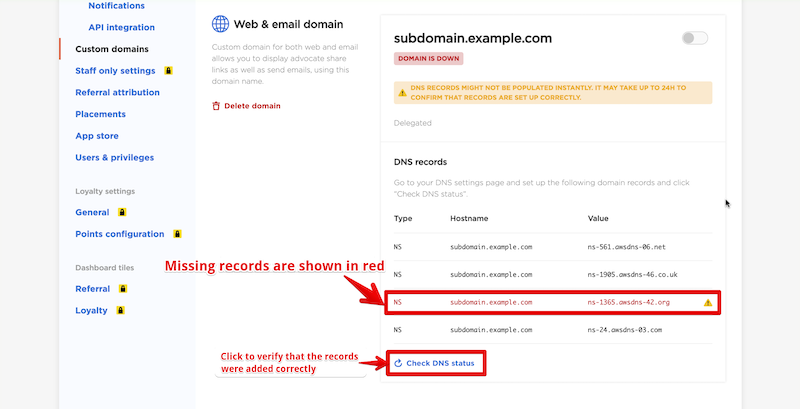 Notifications
API integration
Custom domains
Staff only settings
Referral attribution
Placements
App store
Users & privileges
Loyalty settings
General
Points configuration
Dashboard tiles
Referral
Loyalty
Web & email domain
Custom domain for both web and email
allows you to display advocate share
links as well as send emails, using this
domain name.
Delete domain
subdomain.example.com
DOMAIN IS DOWN
DNS RECORDS MIGHT NOT BE POPULATED INSTANTLY. IT MAY TAKE UP TO 24H TO
CONFIRM THAT RECORDS ARE SET UP CORRECTLY.
Delegated
DNS records
Go to your DNS settings page and set up the following domain records and click
"Check DNS status".
Type Hostname Value
NS subdomain.example.com ns-561.awsdns-06.net
NS subdomain.example.com ns-1905.awsdns-46.co.uk
NS subdomain.example.com ns-1365.awsdns-42.org
NS subdomain.example.com ns-24.awsdns-03.com
Check DNS status
Missing records are shown in red
Click to verify that the records
were added correctly